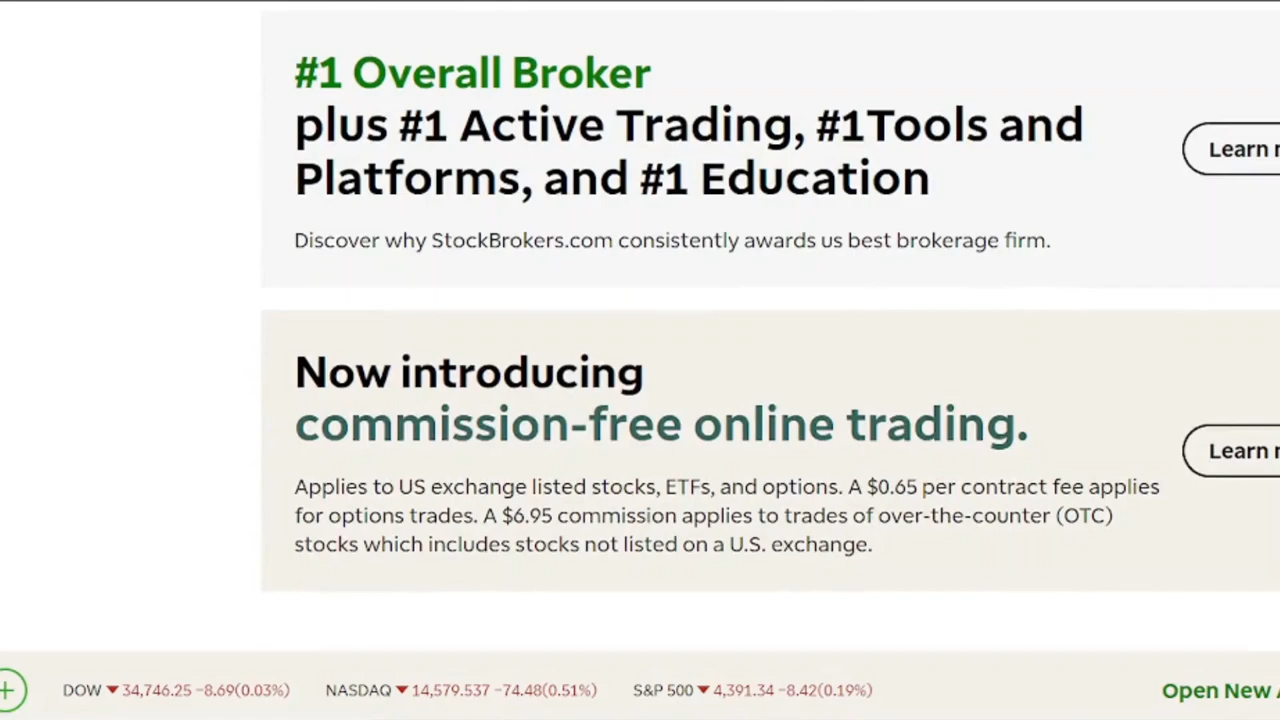 #1 Overall Broker
plus #1 Active Trading, #1Tools and
Platforms, and #1 Education
Discover why StockBrokers.com consistently awards us best brokerage firm.
Learn
Now introducing
commission-free online trading.
Applies to US exchange listed stocks, ETFs, and options. A $0.65 per contract fee applies
for options trades. A $6.95 commission applies to trades of over-the-counter (OTC)
stocks which includes stocks not listed on a U.S. exchange.
Learn
DOW ▼ 34,746.25 -8.69(0.03%) NASDAQ ▼ 14,579.537 -74.48(0.51%) S&P 500 ▼ 4,391.34 -8.42(0.19%) Open New